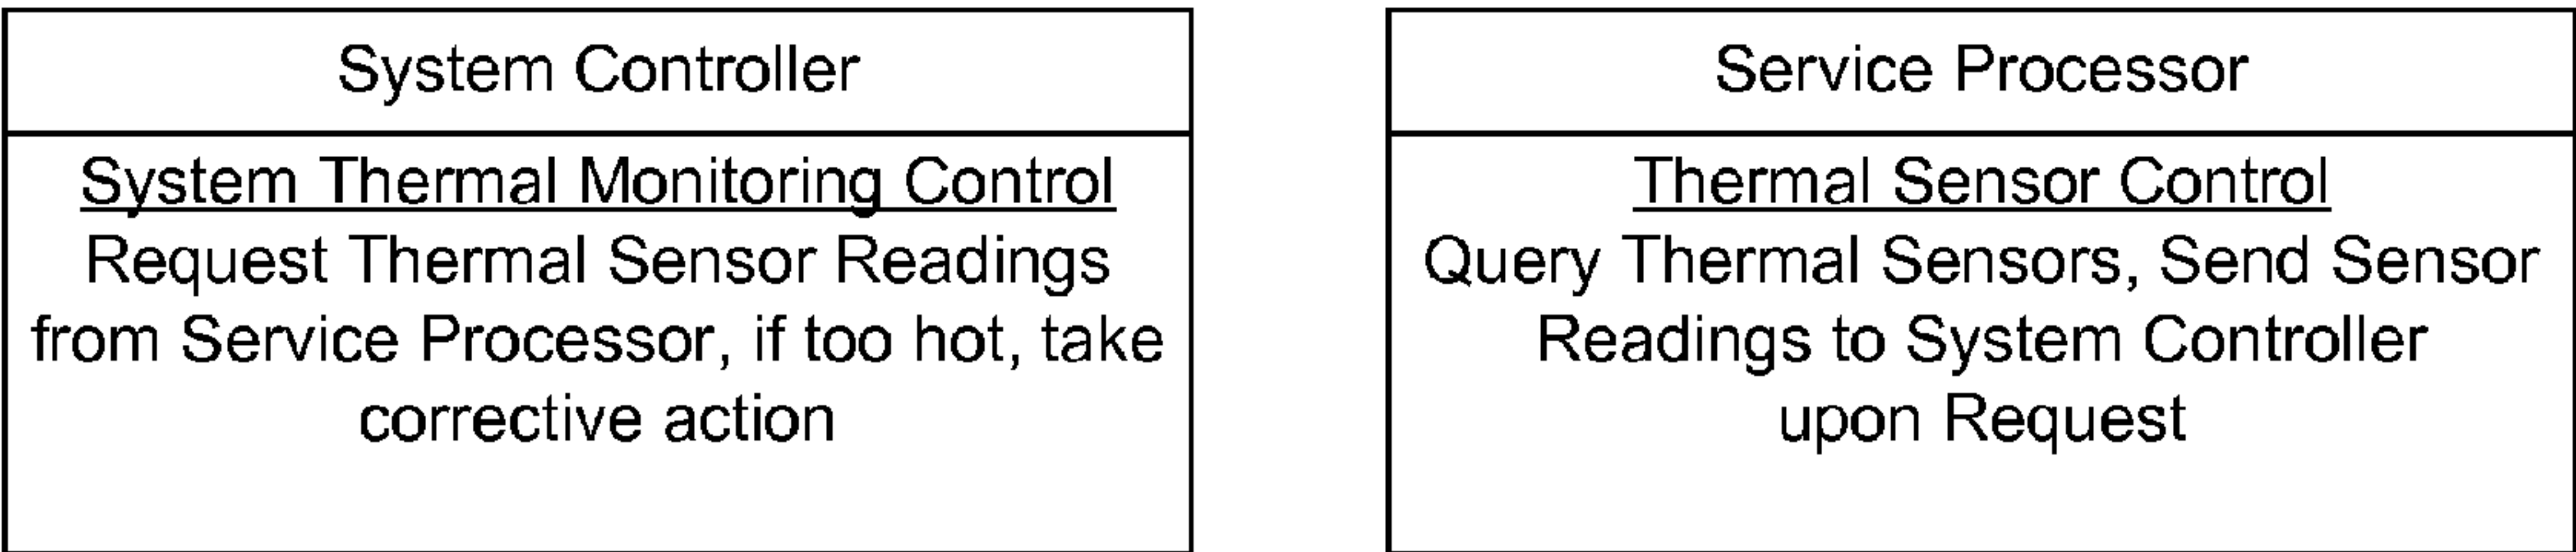 System Controller
System Thermal Monitoring Control
Request Thermal Sensor Readings
from Service Processor, if too hot, take
corrective action
Service Processor
Thermal Sensor Control
Query Thermal Sensors, Send Sensor
Readings to System Controller
upon Request